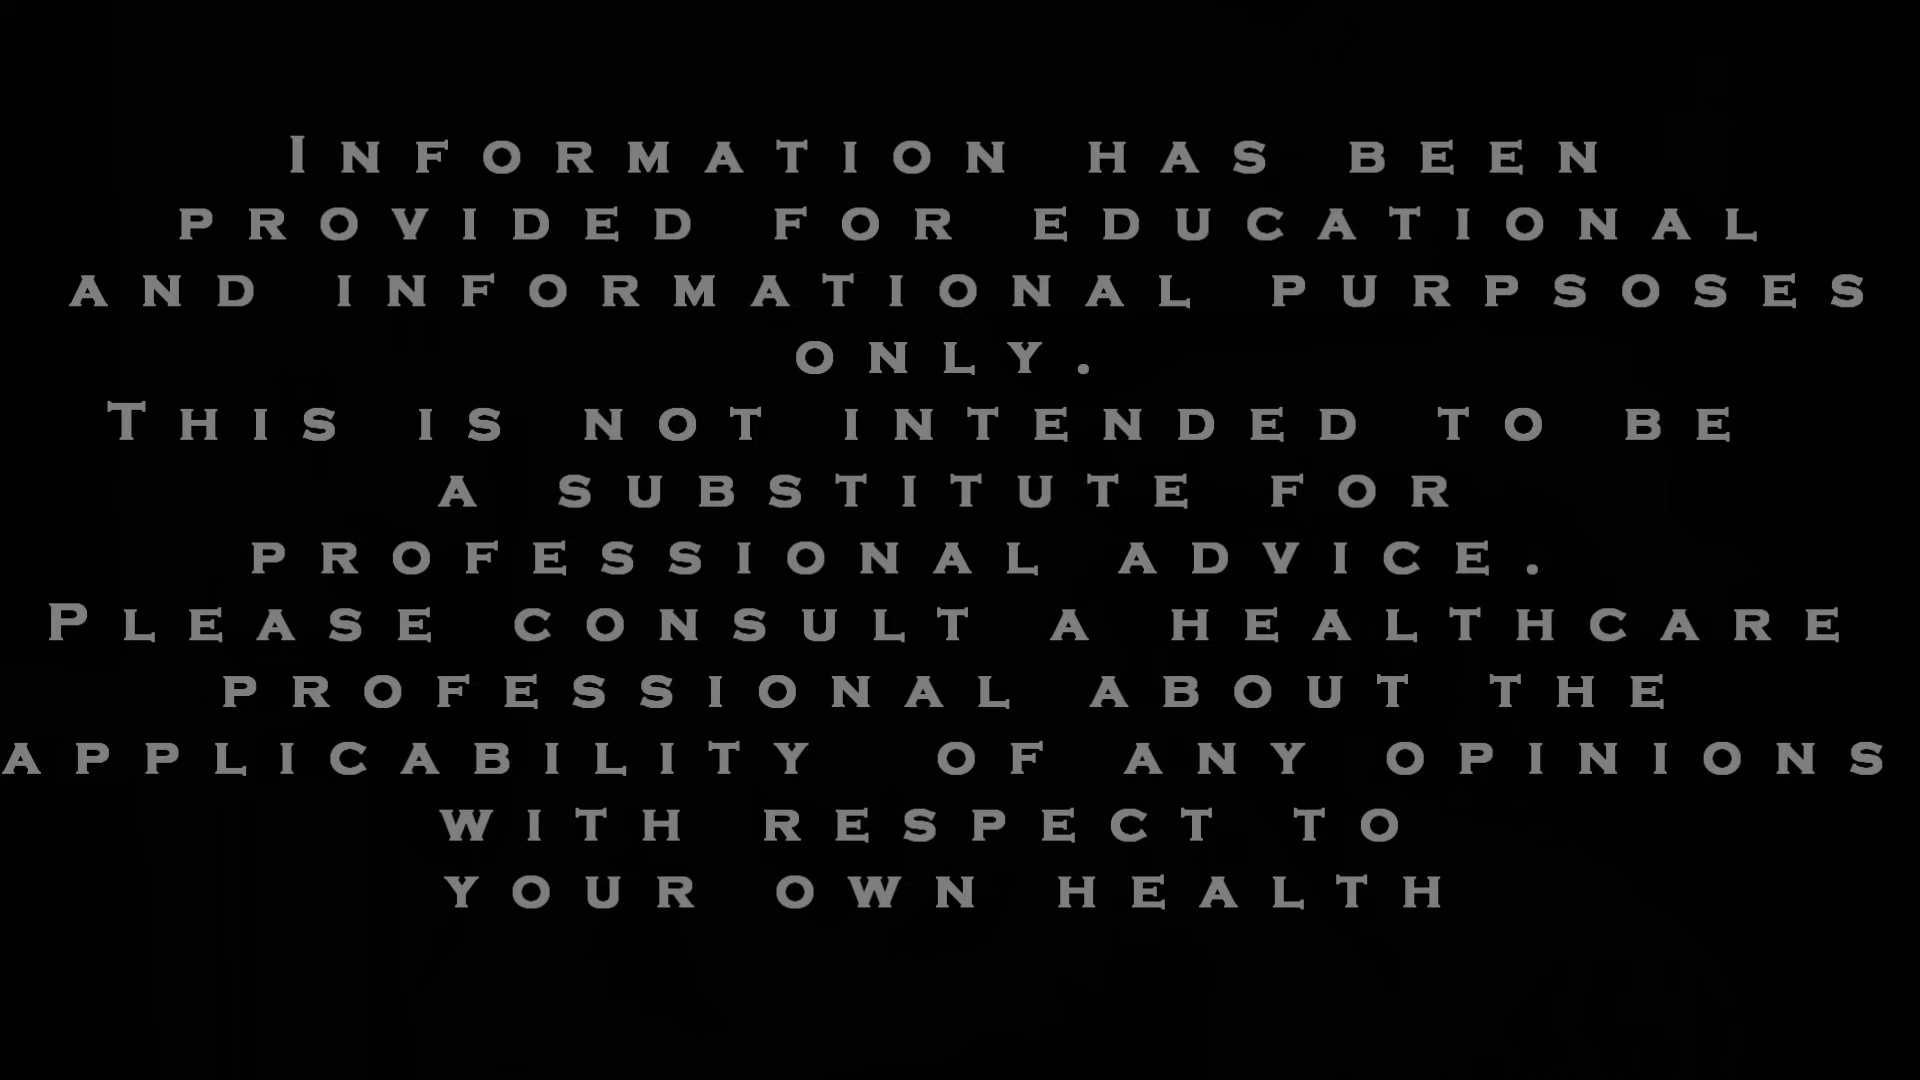 Information has been
provided for educational
and informational purpsoses
only.
This is not intended to be
a substitute for
professional advice.
Please consult a healthcare
professional about the
applicability of any opinions
with respect to
your own health